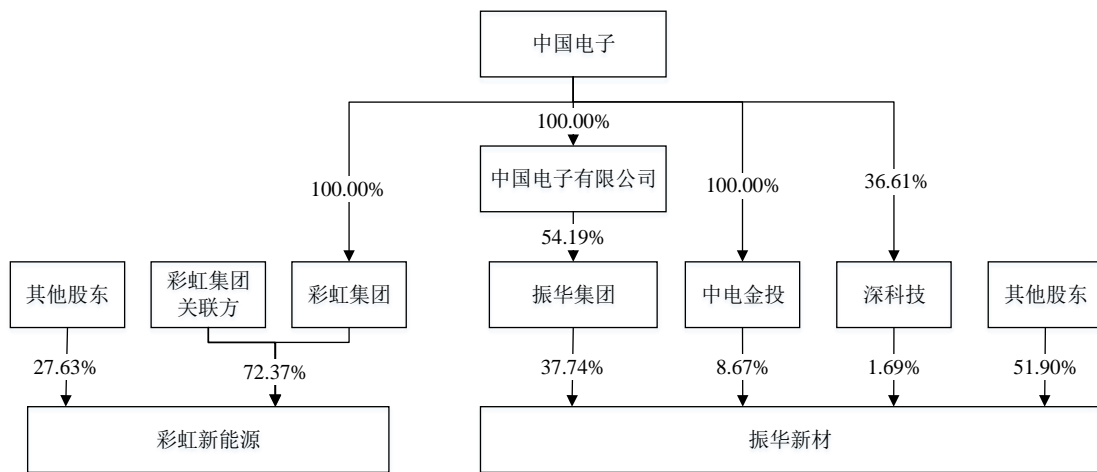 中国电子
100.00%
中国电子有限公司
100.00%
100.00%
36.61%
54.19%
其他股东
彩虹集团
关联方
彩虹集团
振华集团
中电金投
深科技
其他股东
27.63%
72.37%
37.74%
8.67%
1.69%
51.90%
彩虹新能源
振华新材